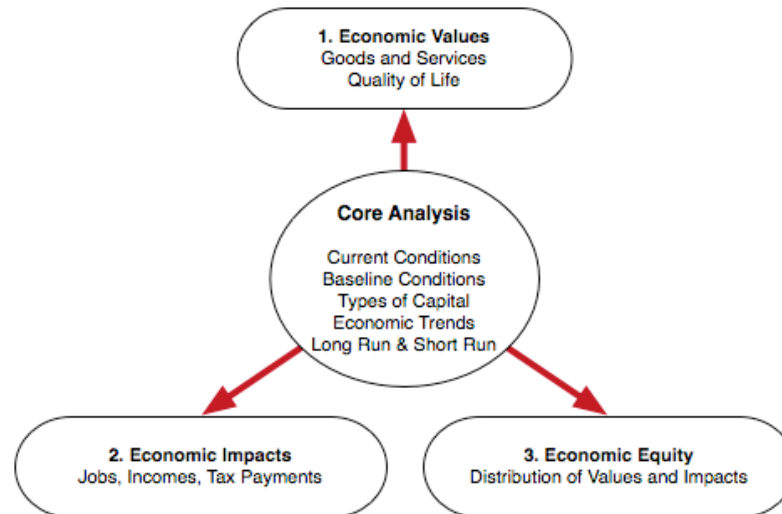 1. Economic Values
Goods and Services
Quality of Life
Core Analysis
Current Conditions
Baseline Conditions
Types of Capital
Economic Trends
Long Run & Short Run
2. Economic Impacts
Jobs, Incomes, Tax Payments
3. Economic Equity
Distribution of Values and Impacts